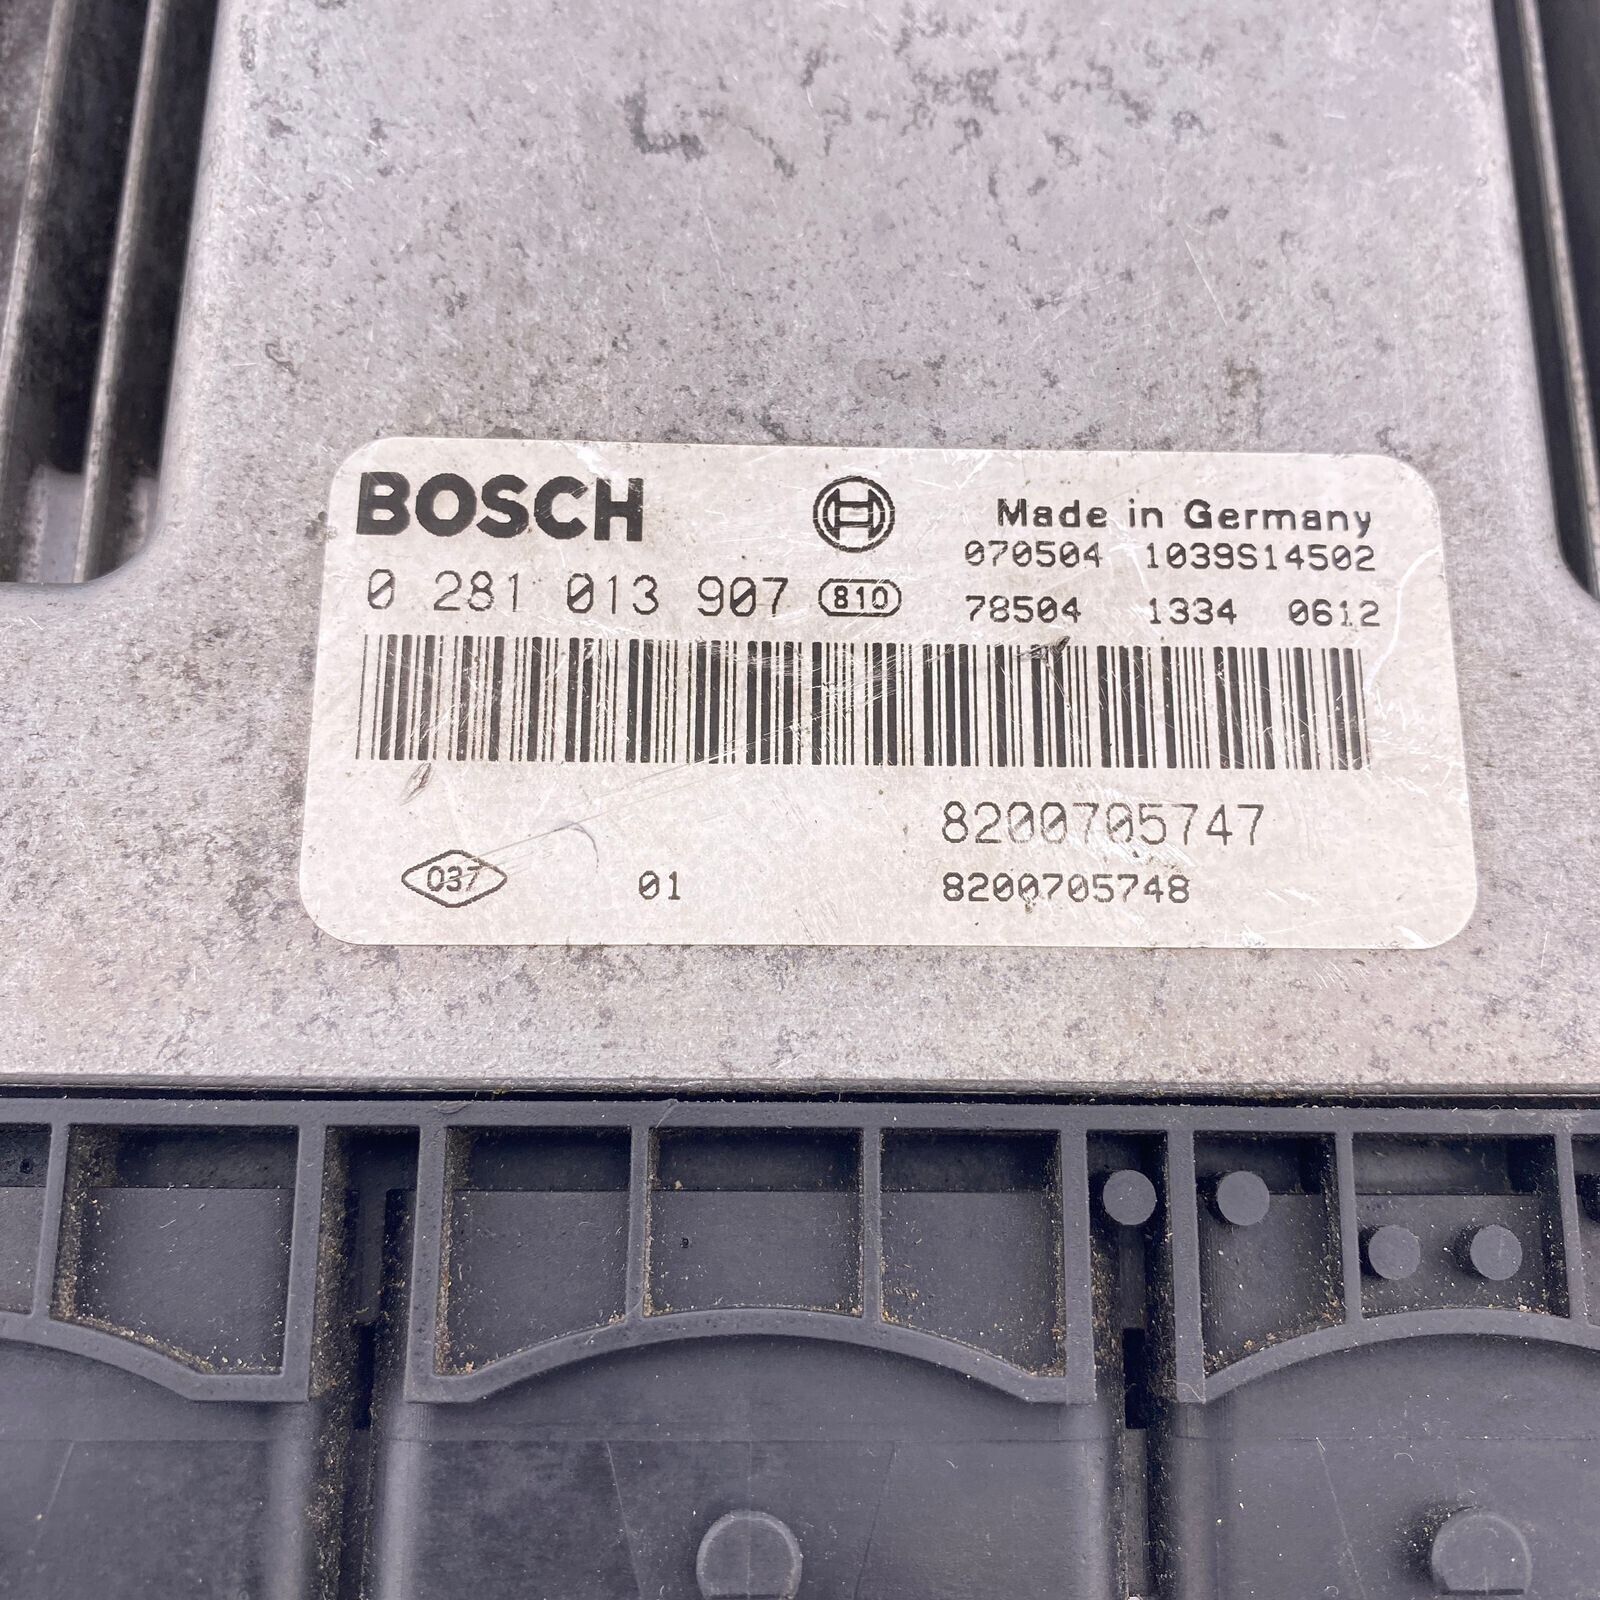 BOSCH
Made in Germany
070504 1039S14502
0 281 013 907 810
78504 1334 0612
8200705747
037 01 8200705748